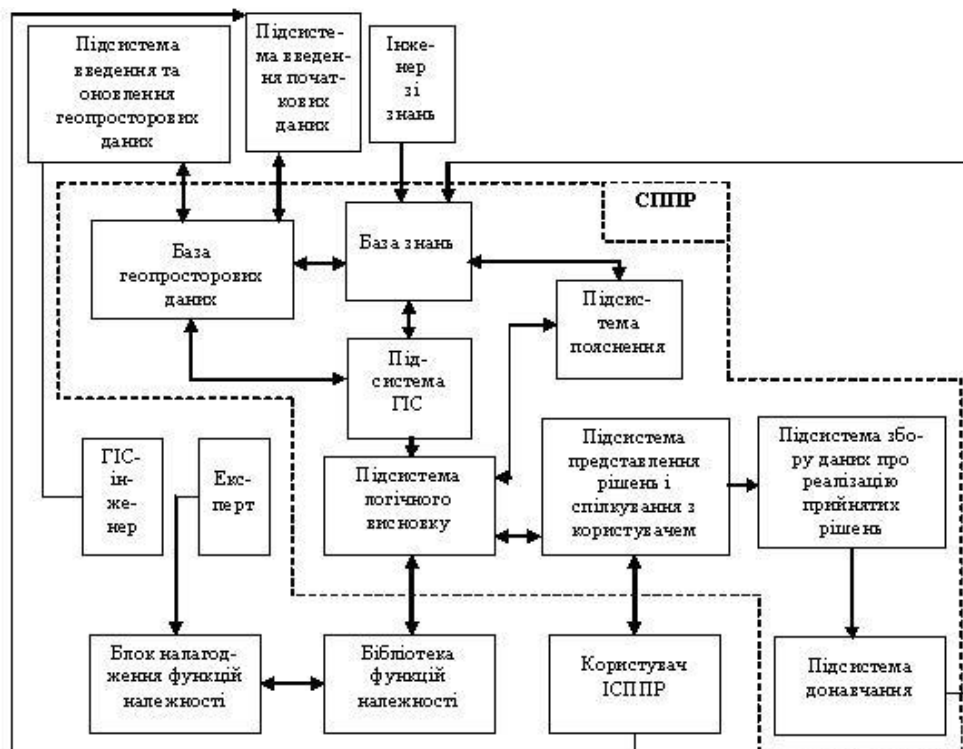 Підсистема
введення та
оновлення
геопросторових
даних
Підсисте-
ма введен-
ня почат-
кових
даних
Інже-
нер
зі
знань
СППР
База
геопросторових
даних
База знань
Підсис-
тема
пояснення
Під-
система
ГІС
ГІС-
ін-
же-
нер
Екс-
перт
Підсистема
логічного
висновку
Підсистема
представлення
рішень і
спілкування з
користувачем
Підсистема збо-
ру даних про
реалізацію
прийнятих
рішень
Блок налагод-
ження функцій
належності
Бібліотека
функцій
належності
Користувач
ІСППР
Підсистема
донавчання